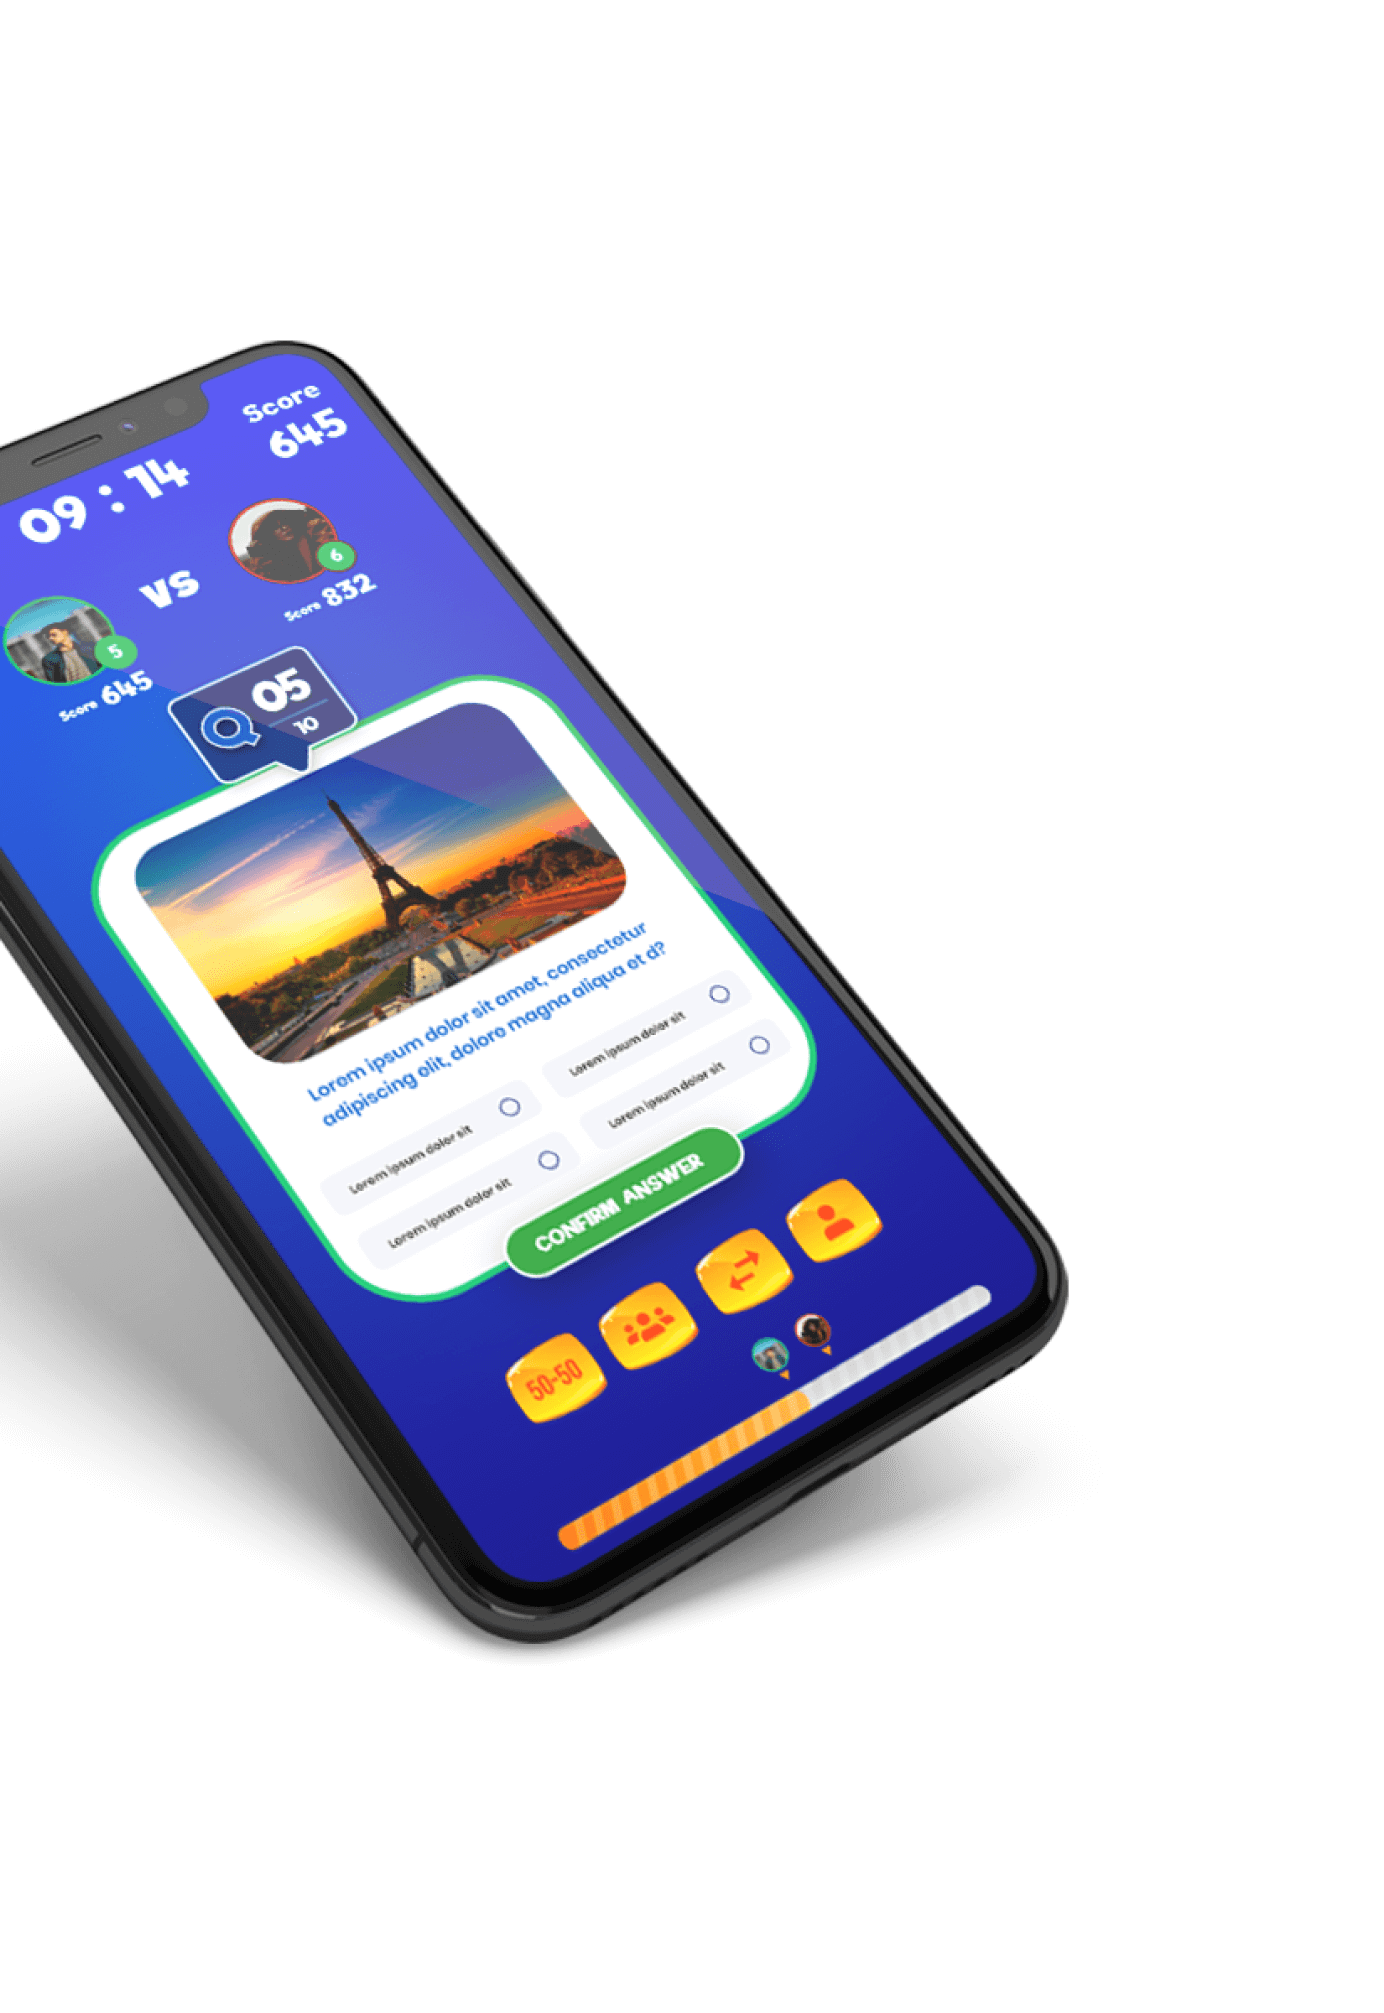 Score
645
09 : 14
VS
6
Score 832
5
Score 645
Q 05
10
Lorem ipsum dolor sit amet, consectetur
adipiscing elit, dolore magna aliqua et d?
Lorem ipsum dolor sit
Lorem ipsum dolor sit
Lorem ipsum dolor sit
Lorem ipsum dolor sit
CONFIRM ANSWER
50-50